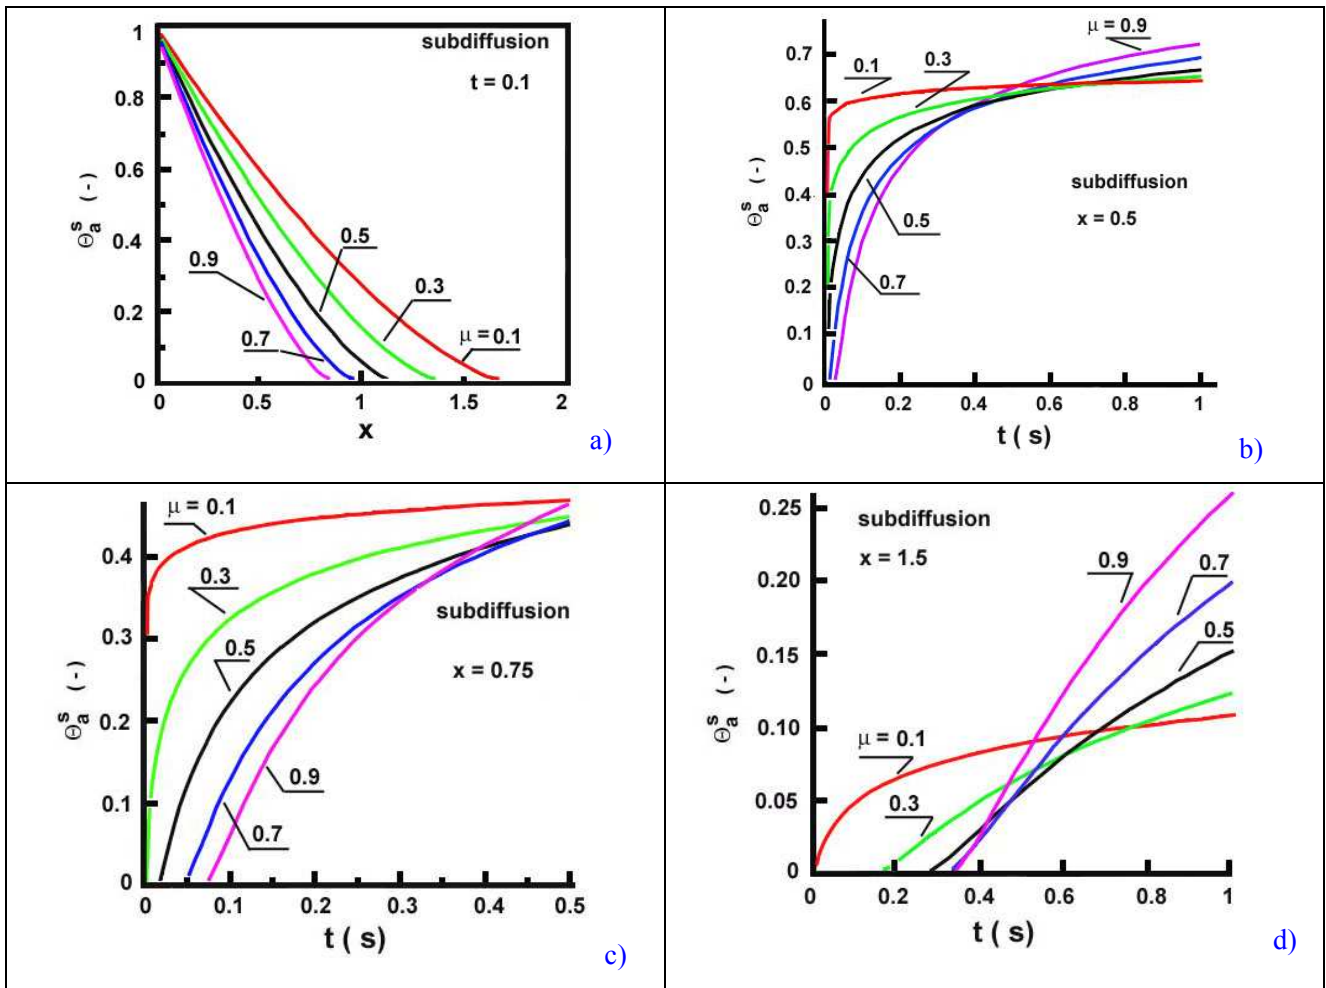 subdiffusion
t = 0.1
1
0.8
0.6
0.4
0.2
0
Θₐˢ (-)
0.5
0.9
0.3
0.7
μ = 0.1
0 0.5 1 1.5 2
x
a)
μ = 0.9
0.1
0.3
0.7
0.6
0.5
0.4
0.3
0.2
0.1
0
Θₐˢ (-)
subdiffusion
x = 0.5
0.5
0.7
0 0.2 0.4 0.6 0.8 1
t ( s)
b)
μ = 0.1
0.3
0.5
0.9
0.7
0.4
0.3
0.2
0.1
0
Θₐˢ (-)
subdiffusion
x = 0.75
0 0.1 0.2 0.3 0.4 0.5
t ( s)
c)
subdiffusion
x = 1.5
0.25
0.20
0.15
0.10
0.05
0
Θₐˢ (-)
0.9
0.7
0.5
μ = 0.1
0.3
0 0.2 0.4 0.6 0.8 1
t ( s)
d)